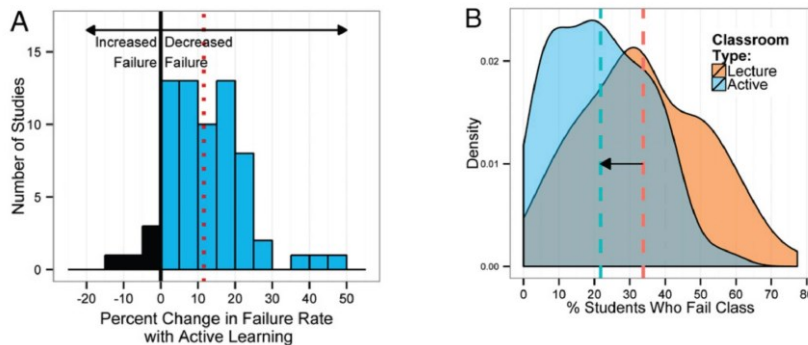 A
Increased Decreased
Failure Failure
Number of Studies
15
10
5
0
-20 -10 0 10 20 30 40 50
Percent Change in Failure Rate
with Active Learning
B
Classroom
Type:
Lecture
Active
Density
0.02
0.01
0.00
0 10 20 30 40 50 60 70 80
% Students Who Fail Class